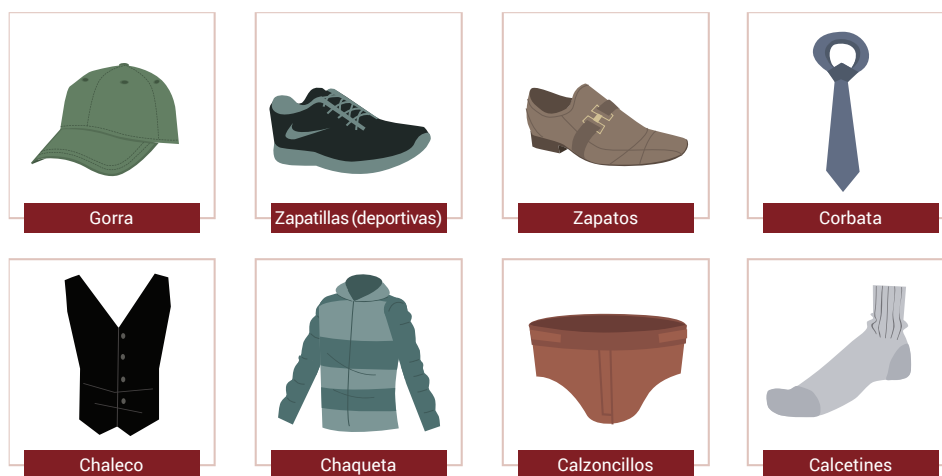 Gorra
Zapatillas (deportivas)
Zapatos
Corbata
Chaleco
Chaqueta
Calzoncillos
Calcetines